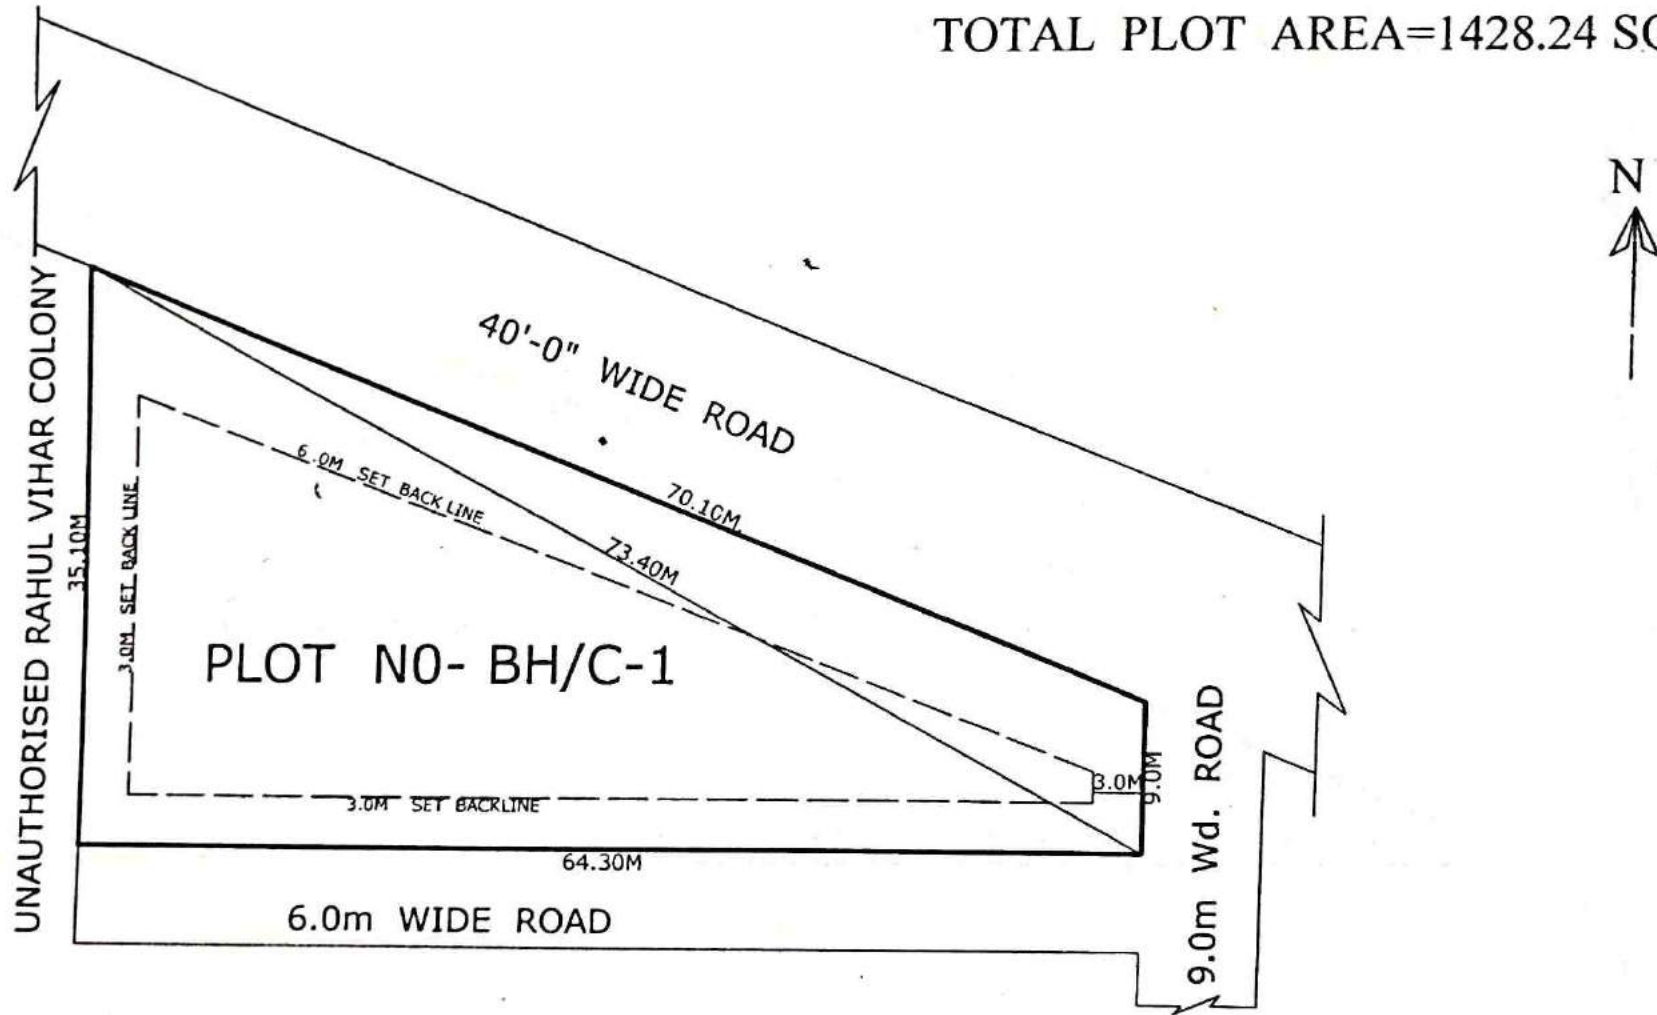 TOTAL PLOT AREA=1428.24
N
40'-0" WIDE ROAD
UNAUTHORISED RAHUL VIHAR COLONY
6.0M SET BACK LINE
70.10M
73.40M
35.10M
3.0M SET BACK LINE
PLOT N0- BH/C-1
3.0M
9.0M
3.0M SET BACKLINE
64.30M
6.0m WIDE ROAD
9.0m Wd. ROAD